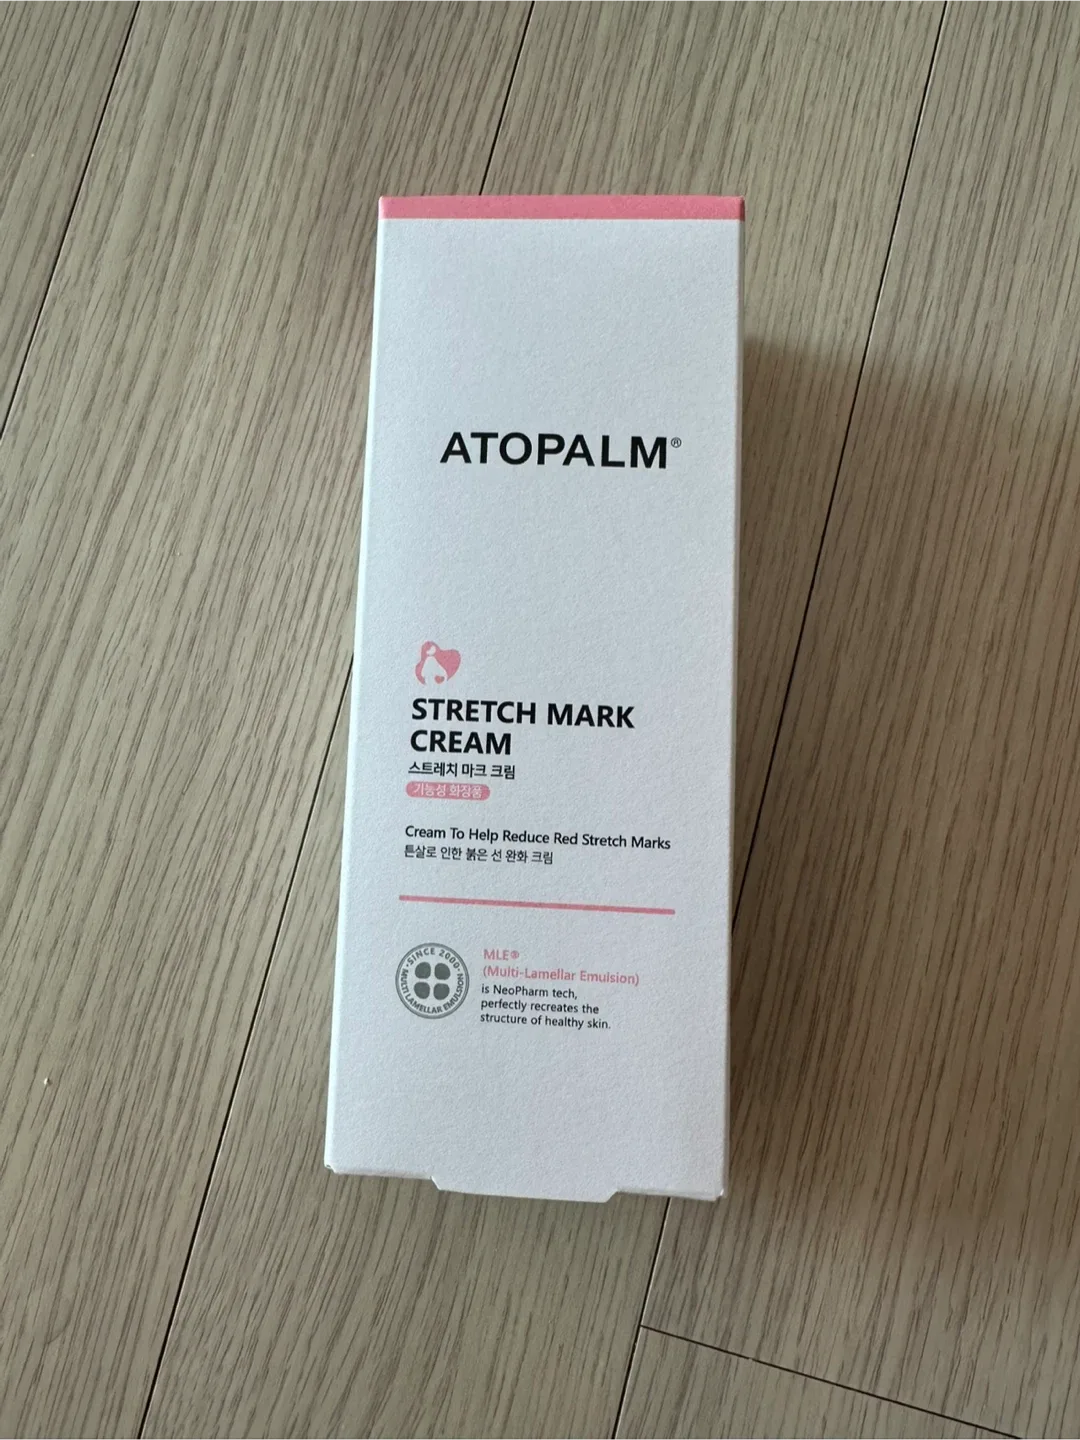 ATOPALM®
STRETCH MARK
CREAM
스트레치 마크 크림
기능성 화장품
Cream To Help Reduce Red Stretch Marks
튼살로 인한 붉은 선 완화 크림
·SINCE 2000·
MULTI LAMELLAR EMULSION
MLE®
(Multi-Lamellar Emulsion)
is NeoPharm tech,
perfectly recreates the
structure of healthy skin.